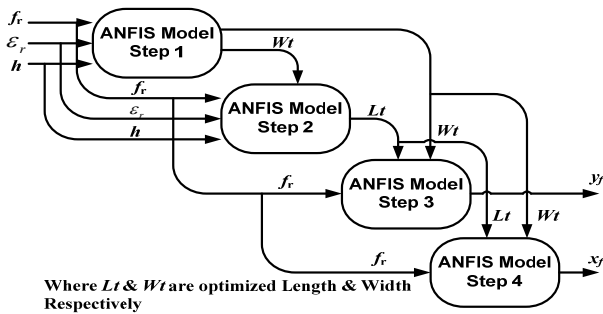 fr
εr
h
ANFIS Model
Step 1
Wt
fr
εr
h
ANFIS Model
Step 2
Lt
Wt
fr
ANFIS Model
Step 3
yf
Lt
Wt
fr
ANFIS Model
Step 4
xf
Where Lt & Wt are optimized Length & Width
Respectively